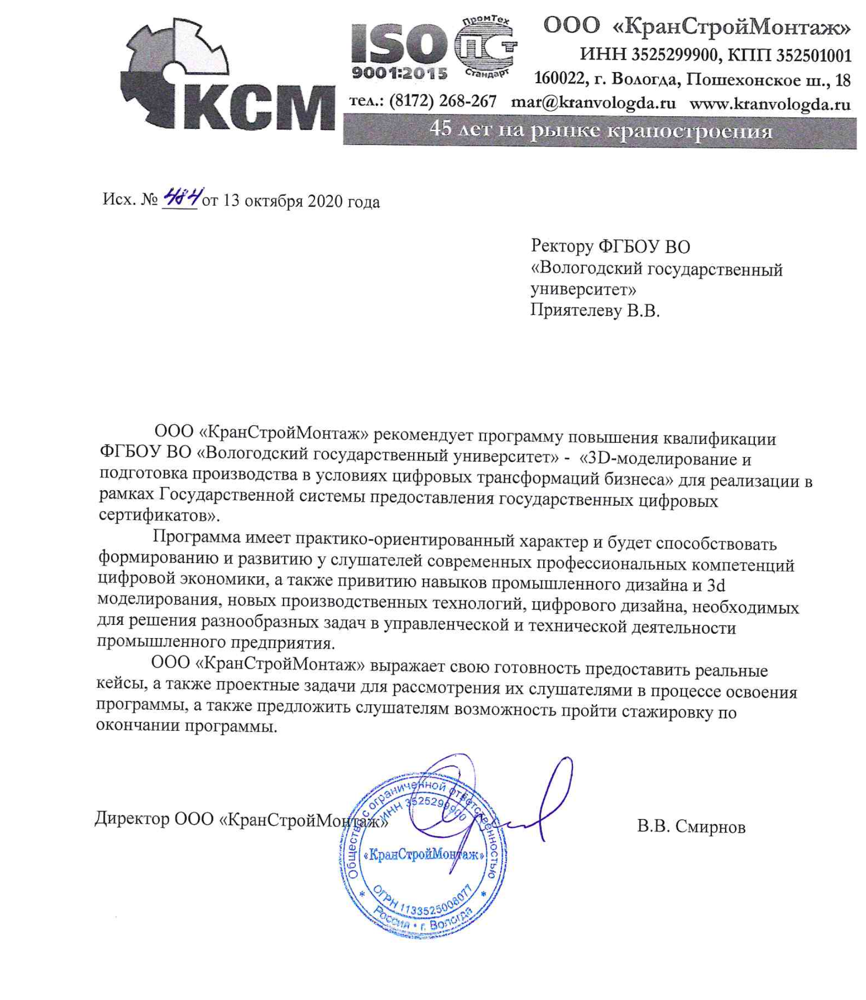 КСМ
ISO
9001:2015
ПромТех
ПСТ
Стандарт
ООО «КранСтройМонтаж»
ИНН 3525299900, КПП 352501001
160022, г. Вологда, Пошехонское ш., 18
тел.: (8172) 268-267 mar@kranvologda.ru www.kranvologda.ru
45 лет на рынке краностроения
Исх. № 484 от 13 октября 2020 года
Ректору ФГБОУ ВО
«Вологодский государственный
университет»
Приятелеву В.В.
ООО «КранСтройМонтаж» рекомендует программу повышения квалификации
ФГБОУ ВО «Вологодский государственный университет» - «3D-моделирование и
подготовка производства в условиях цифровых трансформаций бизнеса» для реализации в
рамках Государственной системы предоставления государственных цифровых
сертификатов».
Программа имеет практико-ориентированный характер и будет способствовать
формированию и развитию у слушателей современных профессиональных компетенций
цифровой экономики, а также привитию навыков промышленного дизайна и 3d
моделирования, новых производственных технологий, цифрового дизайна, необходимых
для решения разнообразных задач в управленческой и технической деятельности
промышленного предприятия.
ООО «КранСтройМонтаж» выражает свою готовность предоставить реальные
кейсы, а также проектные задачи для рассмотрения их слушателями в процессе освоения
программы, а также предложить слушателям возможность пройти стажировку по
окончании программы.
Директор ООО «КранСтройМонтаж»
В.В. Смирнов
Общество с ограниченной ответственностью
ИНН 3525299900
«КранСтройМонтаж»
ОГРН 1133525008077
* Россия • г. Вологда *